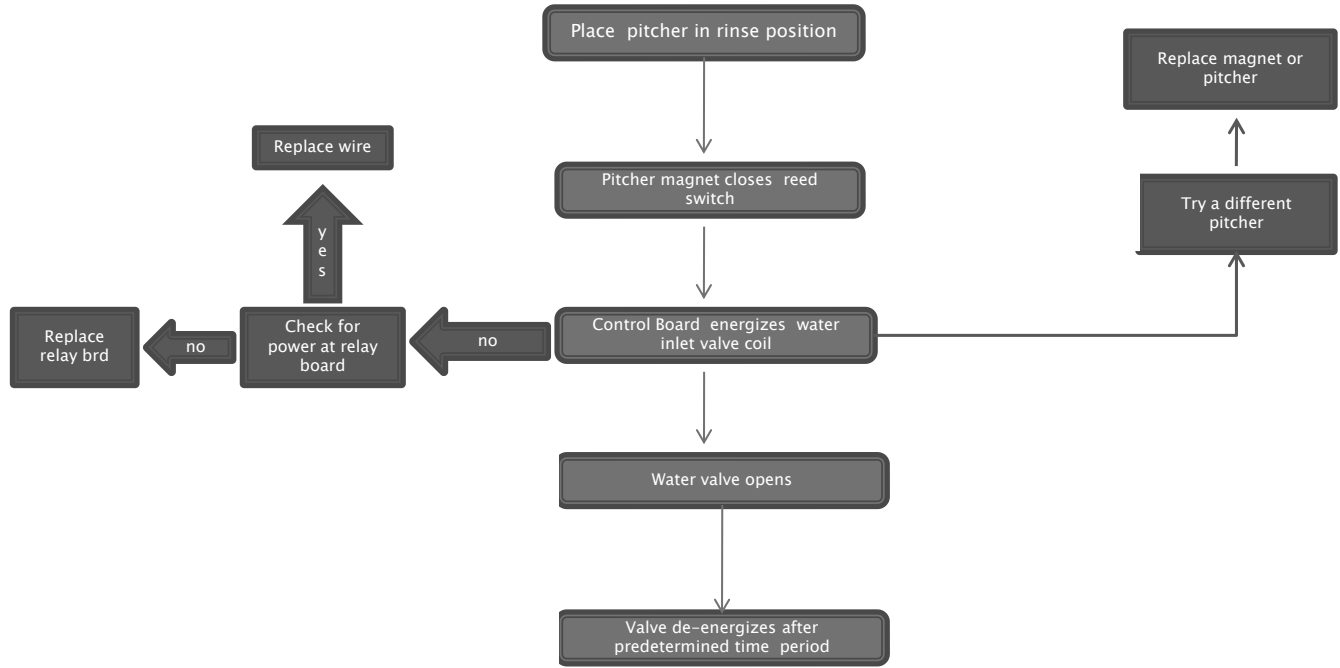 Place pitcher in rinse position
Replace magnet or
pitcher
Replace wire
Pitcher magnet closes reed
switch
Try a different
pitcher
yes
Replace
relay brd
no
Check for
power at relay
board
no
Control Board energizes water
inlet valve coil
Water valve opens
Valve de-energizes after
predetermined time period